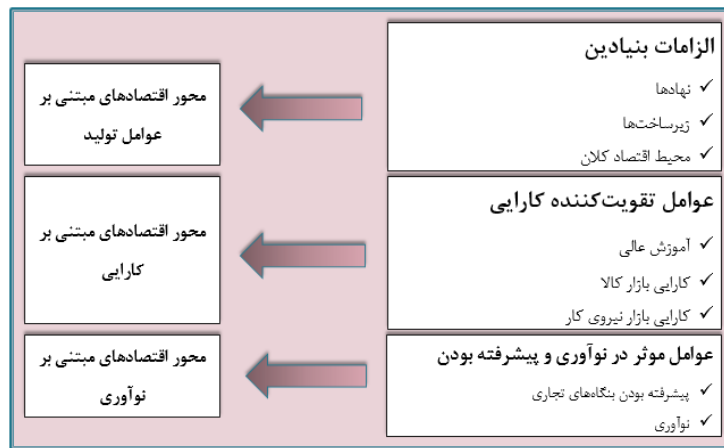 الزامات بنیادین
✓ نهادها
✓ زیرساخت‌ها
✓ محیط اقتصاد کلان
محور اقتصادهای مبتنی بر
عوامل تولید
عوامل تقویت‌کننده کارایی
✓ آموزش عالی
✓ کارایی بازار کالا
✓ کارایی بازار نیروی کار
محور اقتصادهای مبتنی بر
کارایی
عوامل موثر در نوآوری و پیشرفته بودن
✓ پیشرفته بودن بنگاه‌های تجاری
✓ نوآوری
محور اقتصادهای مبتنی بر
نوآوری